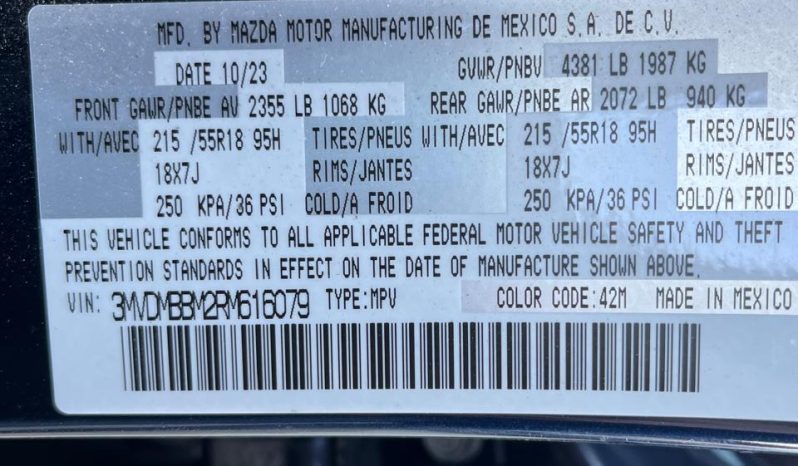 MFD. BY MAZDA MOTOR MANUFACTURING DE MEXICO S.A. DE C.V.
DATE 10/23 GVWR/PNBV 4381 LB 1987 KG
FRONT GAWR/PNBE AV 2355 LB 1068 KG REAR GAWR/PNBE AR 2072 LB 940 KG
WITH/AVEC 215 /55R18 95H TIRES/PNEUS WITH/AVEC 215 /55R18 95H TIRES/PNEUS
18X7J RIMS/JANTES 18X7J RIMS/JANTES
250 KPA/36 PSI COLD/A FROID 250 KPA/36 PSI COLD/A FROID
THIS VEHICLE CONFORMS TO ALL APPLICABLE FEDERAL MOTOR VEHICLE SAFETY AND THEFT
PREVENTION STANDARDS IN EFFECT ON THE DATE OF MANUFACTURE SHOWN ABOVE.
VIN: 3MVDMBBM2RM616079 TYPE:MPV COLOR CODE:42M MADE IN MEXICO